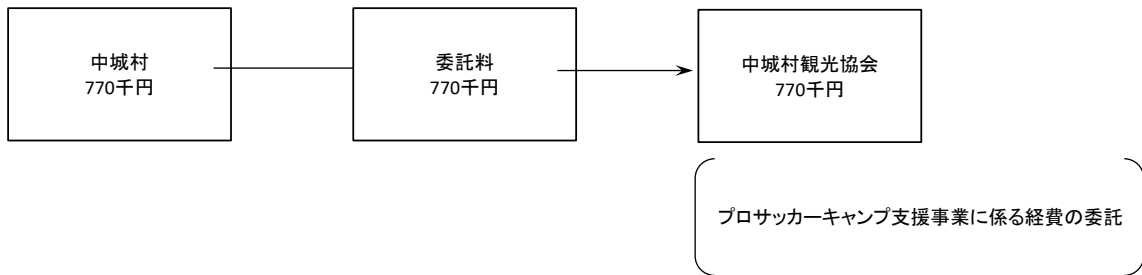 中城村
770千円
委託料
770千円
中城村観光協会
770千円
プロサッカーキャンプ支援事業に係る経費の委託